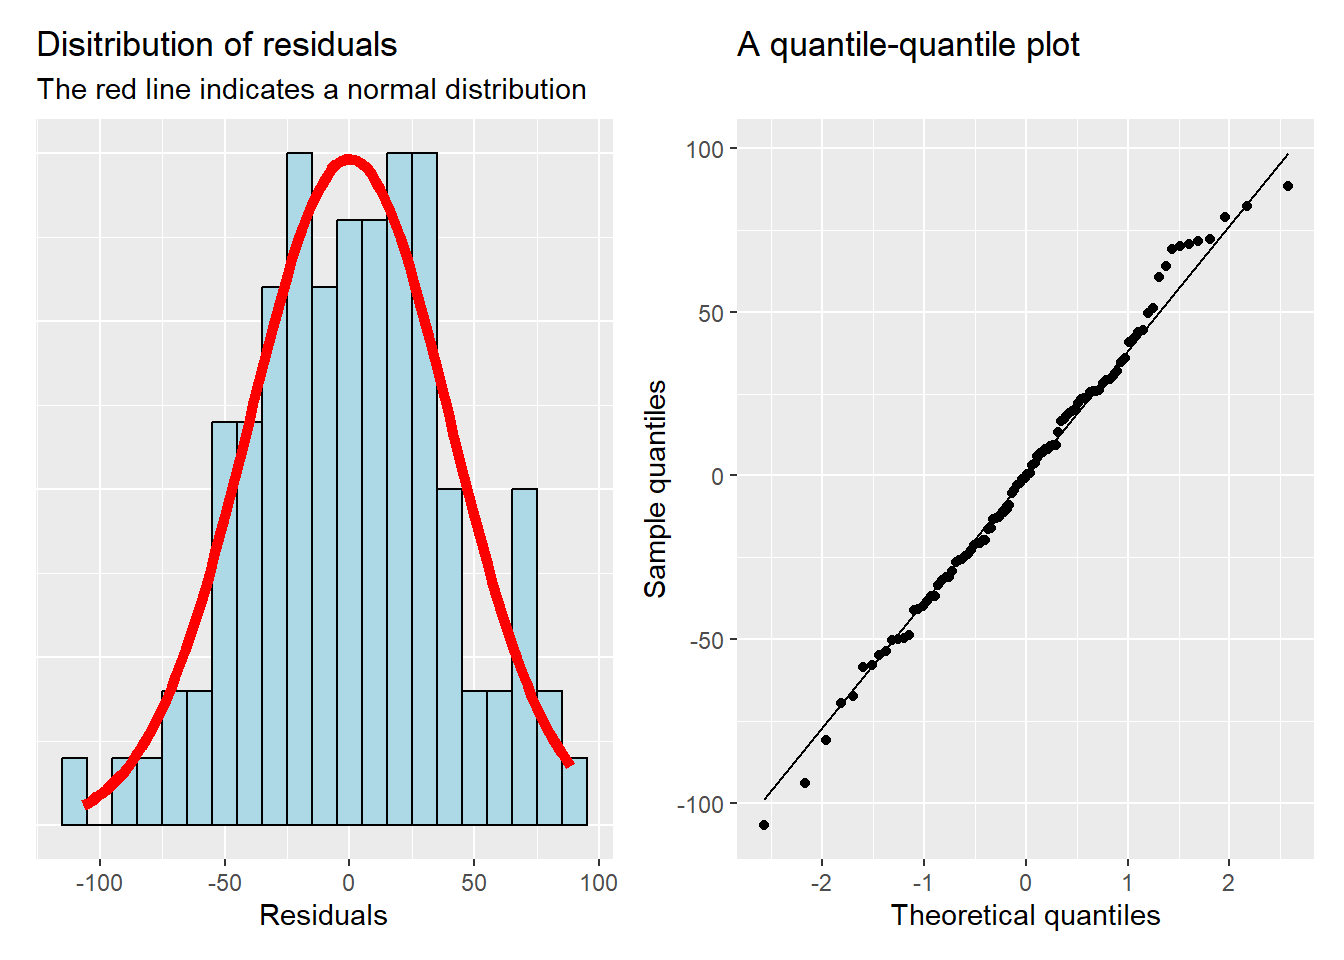 Disitribution of residuals
The red line indicates a normal distribution
-100 -50 0 50 100
Residuals
A quantile-quantile plot
100
50
0
-50
-100
Sample quantiles
-2 -1 0 1 2
Theoretical quantiles